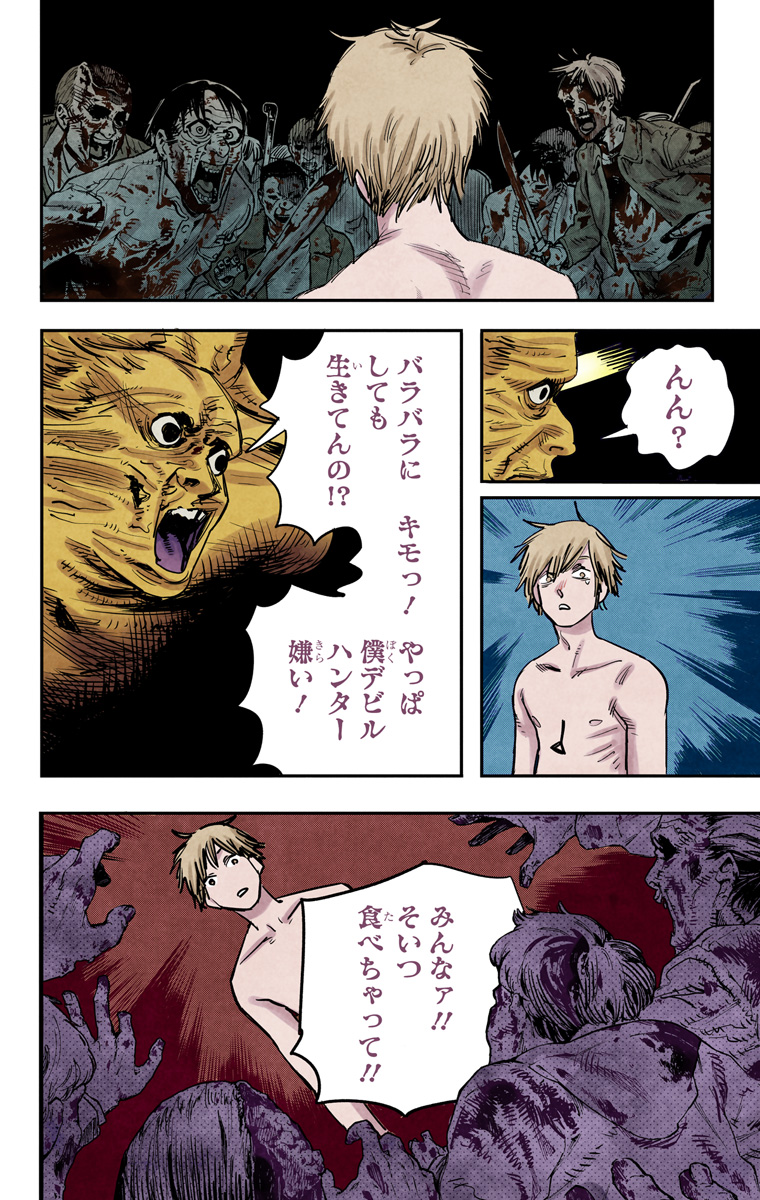 んん？
バラバラに
しても
生きてんの!?
キモっ！
やっぱ
僕デビル
ハンター
嫌い！
みんなァ!!
そいつ
食べちゃって!!